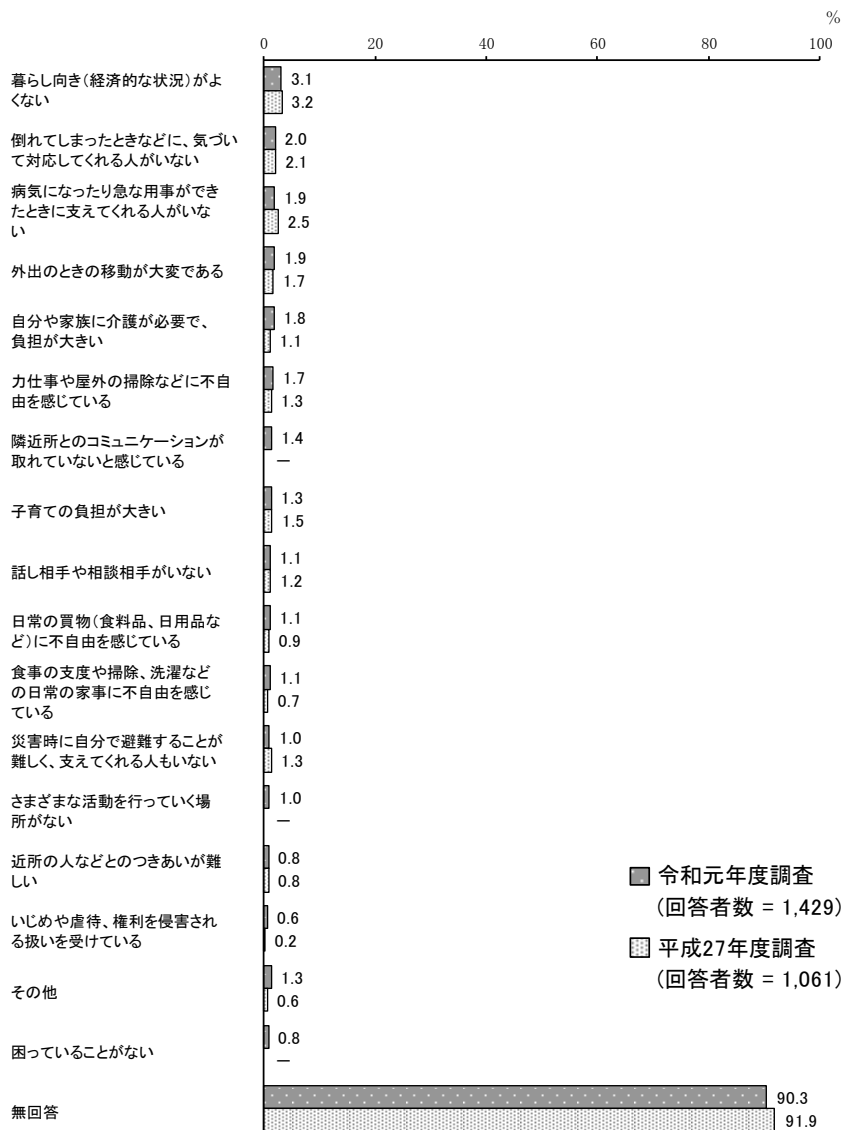 %
0 20 40 60 80 100
暮らし向き(経済的な状況)がよ
くない
3.1
3.2
倒れてしまったときなどに、気づい
て対応してくれる人がいない
2.0
2.1
病気になったり急な用事ができ
たときに支えてくれる人がいな
い
1.9
2.5
外出のときの移動が大変である
1.9
1.7
自分や家族に介護が必要で、
負担が大きい
1.8
1.1
力仕事や屋外の掃除などに不自
由を感じている
1.7
1.3
隣近所とのコミュニケーションが
取れていないと感じている
1.4
－
子育ての負担が大きい
1.3
1.5
話し相手や相談相手がいない
1.1
1.2
日常の買物(食料品、日用品な
ど)に不自由を感じている
1.1
0.9
食事の支度や掃除、洗濯など
の日常の家事に不自由を感じ
ている
1.1
0.7
災害時に自分で避難することが
難しく、支えてくれる人もいない
1.0
1.3
さまざまな活動を行っていく場
所がない
1.0
－
近所の人などとのつきあいが難
しい
0.8
0.8
いじめや虐待、権利を侵害され
る扱いを受けている
0.6
0.2
その他
1.3
0.6
困っていることがない
0.8
－
無回答
90.3
91.9
令和元年度調査
(回答者数 = 1,429)
平成27年度調査
(回答者数 = 1,061)